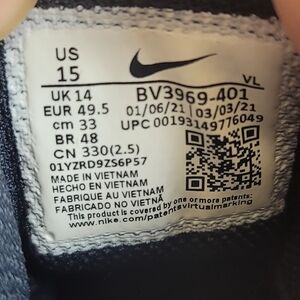 US
15
VL
UK 14 BV3969-401
EUR 49.5 01/06/21 03/03/21
cm 33 UPC 00193149776049
BR 48
CN 330(2.5)
01YZRD9ZS6P57
MADE IN VIETNAM
HECHO EN VIETNAM
FABRIQUÉ AU VIETNAM
FABRICADO NO VIETNÃ
This product is covered by one or more patents:
www.nike.com/patentsvirtualmarking